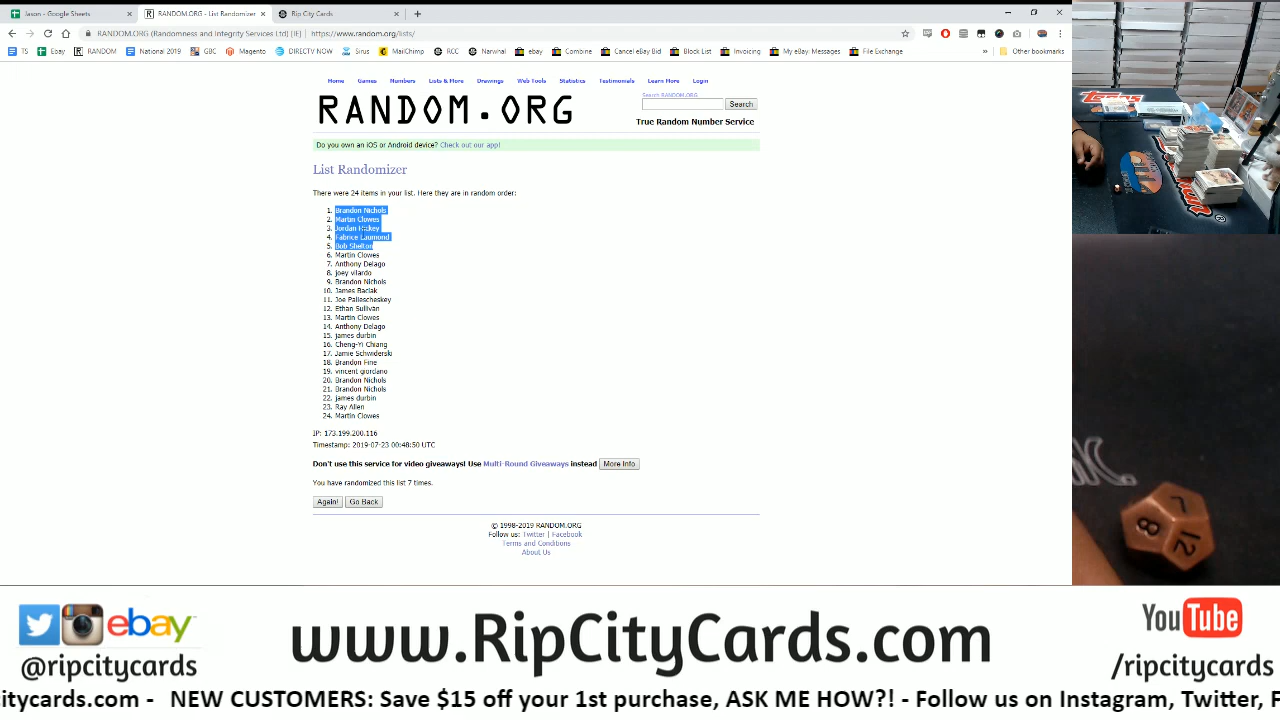 Jason - Google Sheets
RANDOM.ORG - List Randomizer
Rip City Cards
RANDOM.ORG (Randomness and Integrity Services Ltd) [IE] | https://www.random.org/lists/
TS Ebay RANDOM National 2019 GBC Magento DIRECTV NOW Sirus MailChimp RCC Narwhal ebay Combine Cancel eBay Bid Block List Invoicing My eBay: Messages File Exchange » Other bookmarks
Home Games Numbers Lists & More Drawings Web Tools Statistics Testimonials Learn More Login
RANDOM.ORG
Search RANDOM.ORG
Search
True Random Number Service
Do you own an iOS or Android device? Check out our app!
List Randomizer
There were 24 items in your list. Here they are in random order:
1. Brandon Nichols
2. Martin Clowes
3. Jordan Hickey
4. Fabrice Laumond
5. Bob Shelton
6. Martin Clowes
7. Anthony Delago
8. joey vilardo
9. Brandon Nichols
10. James Baciak
11. Joe Pallescheskey
12. Ethan Sullivan
13. Martin Clowes
14. Anthony Delago
15. james durbin
16. Cheng-Yi Chiang
17. Jamie Schwiderski
18. Brandon Fine
19. vincent giordano
20. Brandon Nichols
21. Brandon Nichols
22. james durbin
23. Ray Allen
24. Martin Clowes
IP: 173.199.200.116
Timestamp: 2019-07-23 00:48:50 UTC
Don't use this service for video giveaways! Use Multi-Round Giveaways instead More Info
You have randomized this list 7 times.
Again! Go Back
© 1998-2019 RANDOM.ORG
Follow us: Twitter | Facebook
Terms and Conditions
About Us
Topps
7
8
12
ebay
@ripcitycards
www.RipCityCards.com
YouTube
/ripcitycards
citycards.com - NEW CUSTOMERS: Save $15 off your 1st purchase, ASK ME HOW?! - Follow us on Instagram, Twitter, F